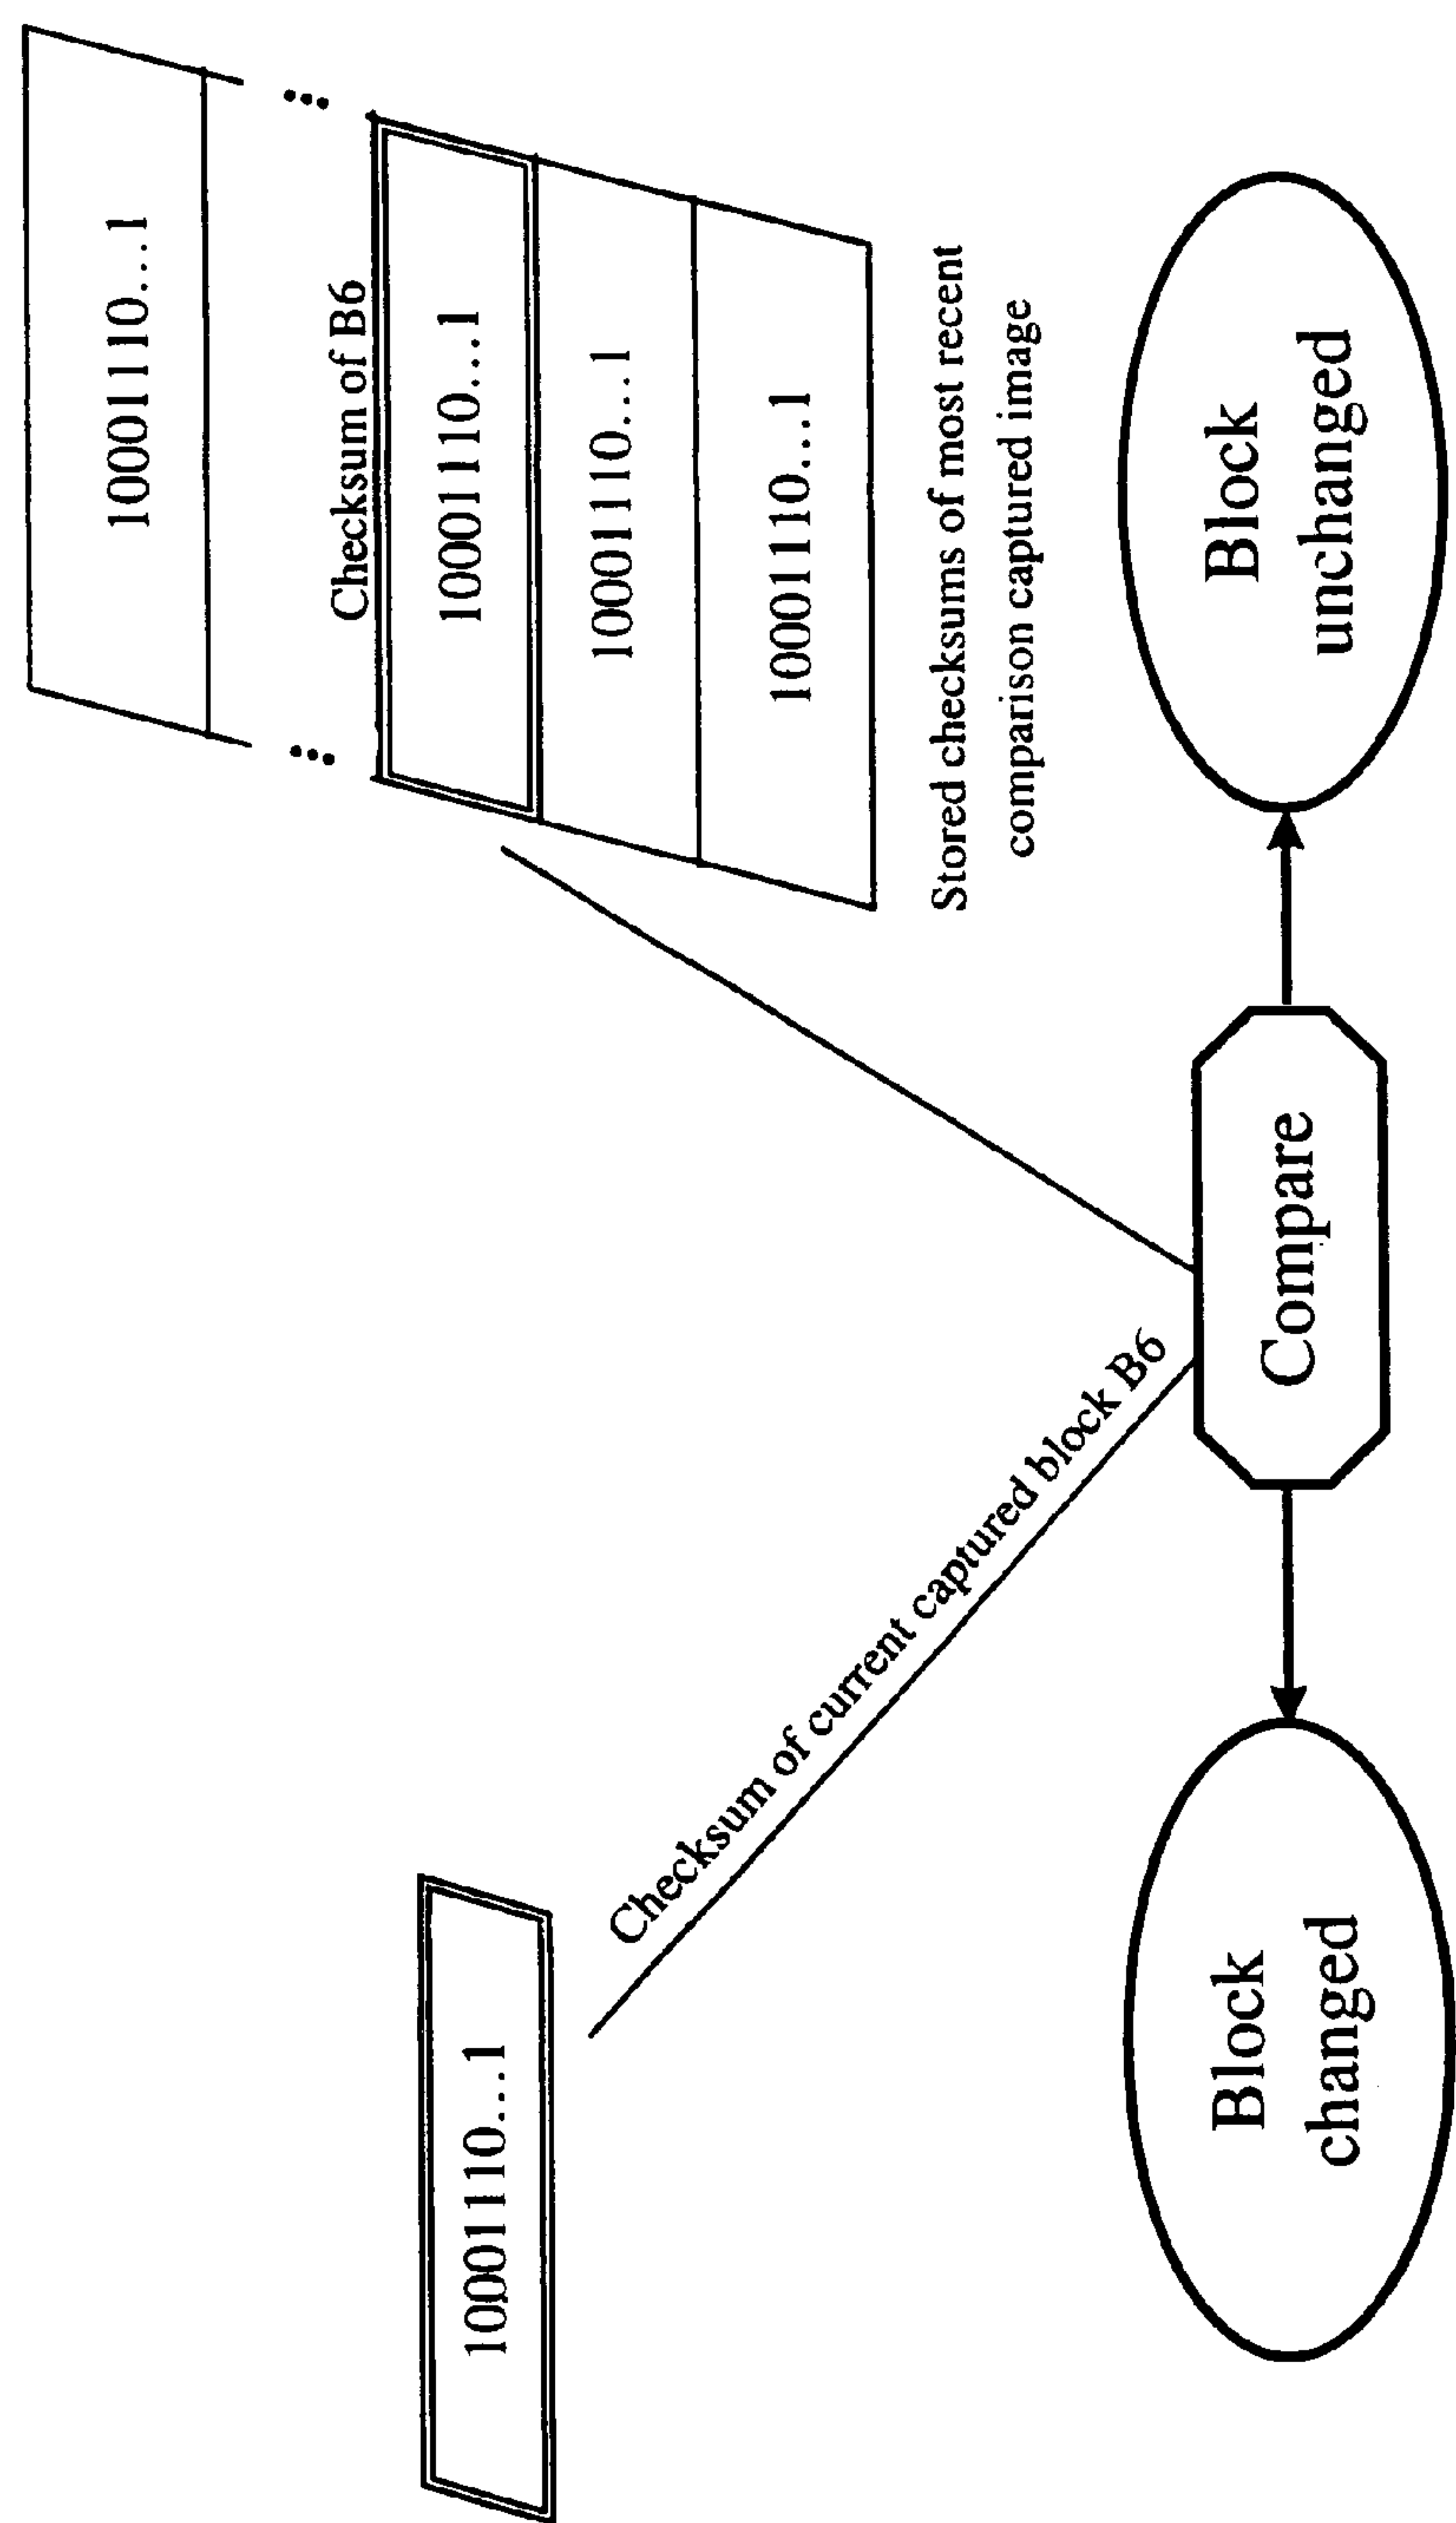 10001110...1
Checksum of B6
10001110...1
10001110...1
10001110...1
Stored checksums of most recent
comparison captured image
10001110...1
Checksum of current captured block B6
Compare
Block
changed
Block
unchanged